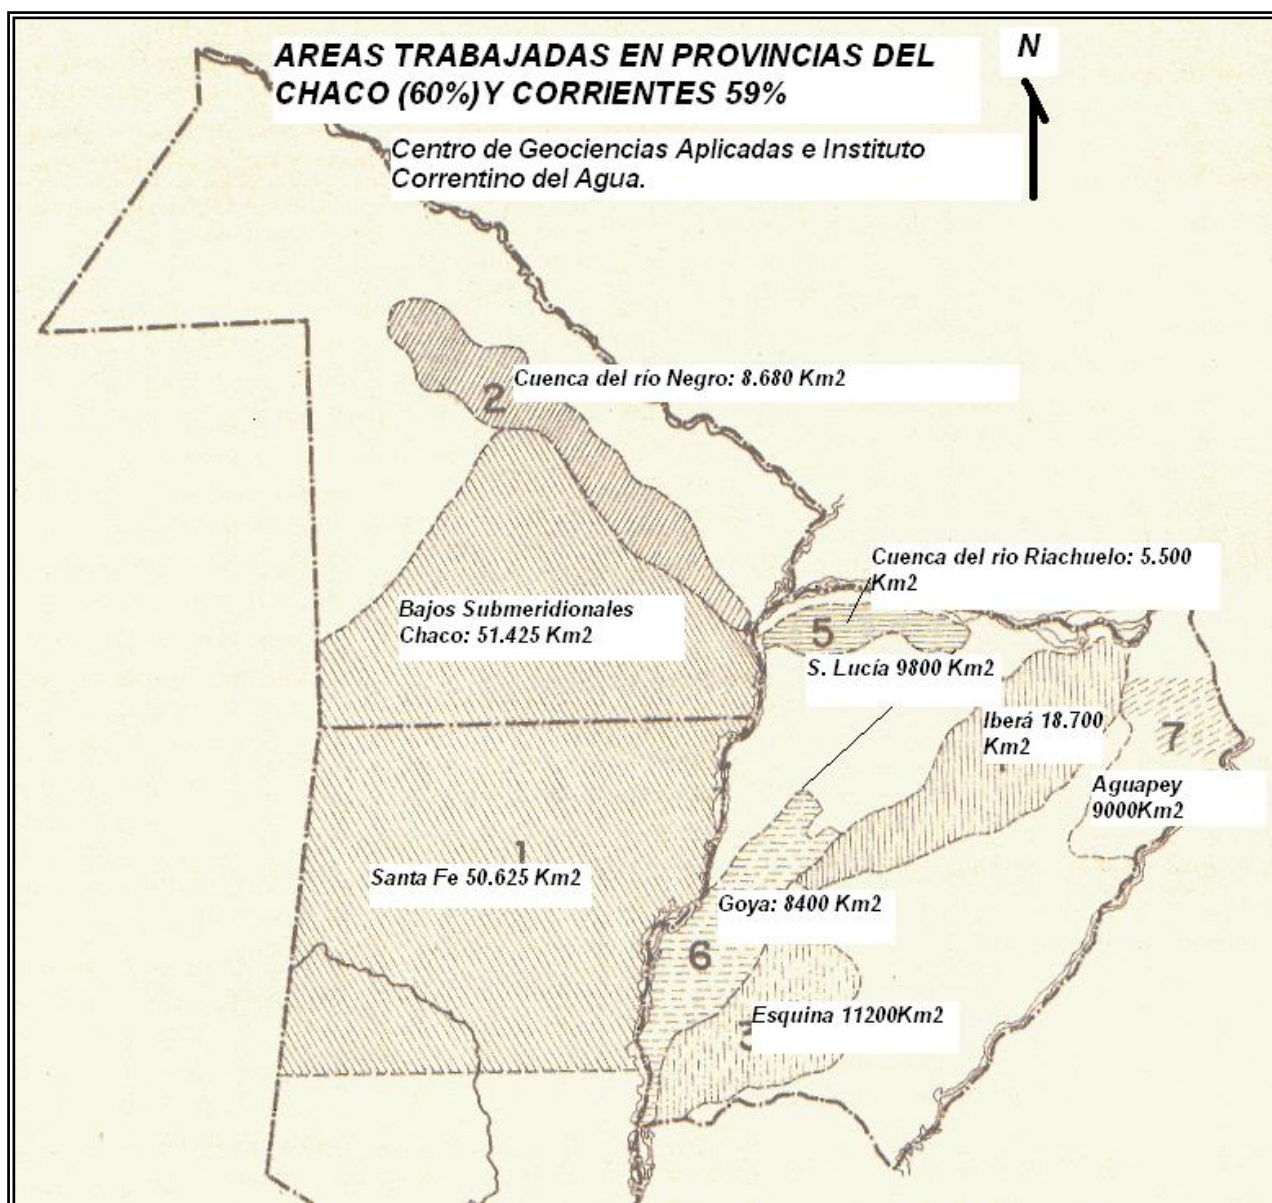 AREAS TRABAJADAS EN PROVINCIAS DEL
CHACO (60%)Y CORRIENTES 59%
N
Centro de Geociencias Aplicadas e Instituto
Correntino del Agua.
Cuenca del río Negro: 8.680 Km2
2
Cuenca del rio Riachuelo: 5.500
Km2
Bajos Submeridionales
Chaco: 51.425 Km2
5
S. Lucía 9800 Km2
Iberá 18.700
Km2
7
Aguapey
9000Km2
1
Santa Fe 50.625 Km2
Goya: 8400 Km2
6
Esquina 11200Km2